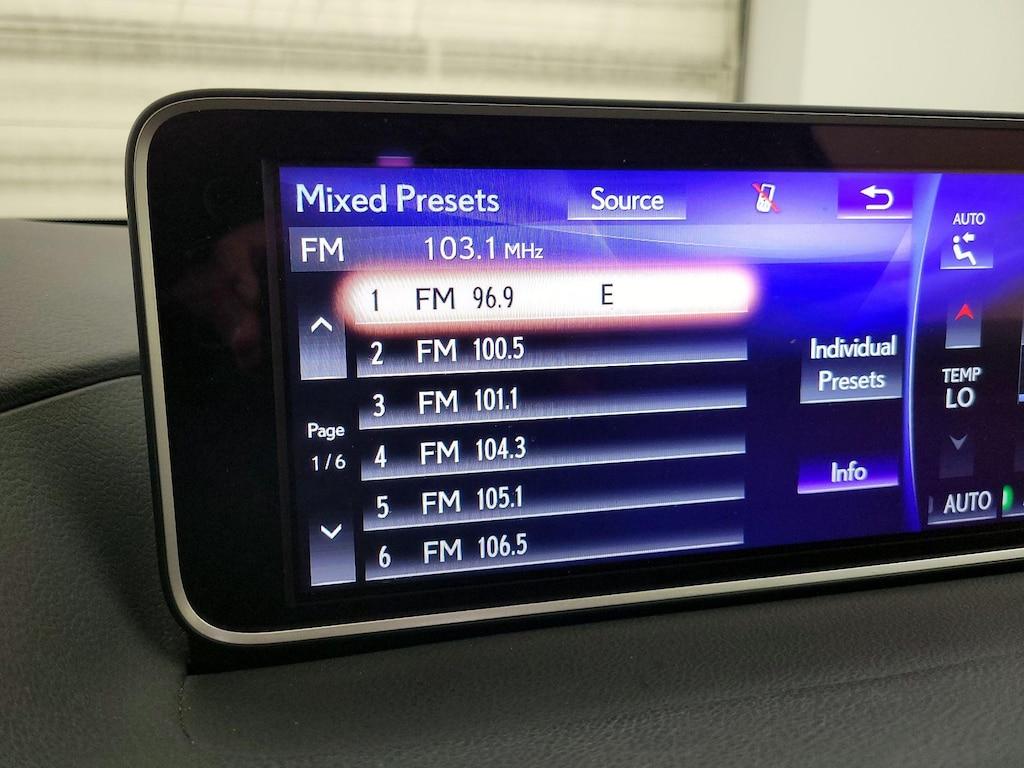 Mixed Presets Source
FM 103.1 MHz
AUTO
1 FM 96.9 E
2 FM 100.5
3 FM 101.1
4 FM 104.3
5 FM 105.1
6 FM 106.5
Page
1/6
Individual
Presets
Info
TEMP
LO
AUTO